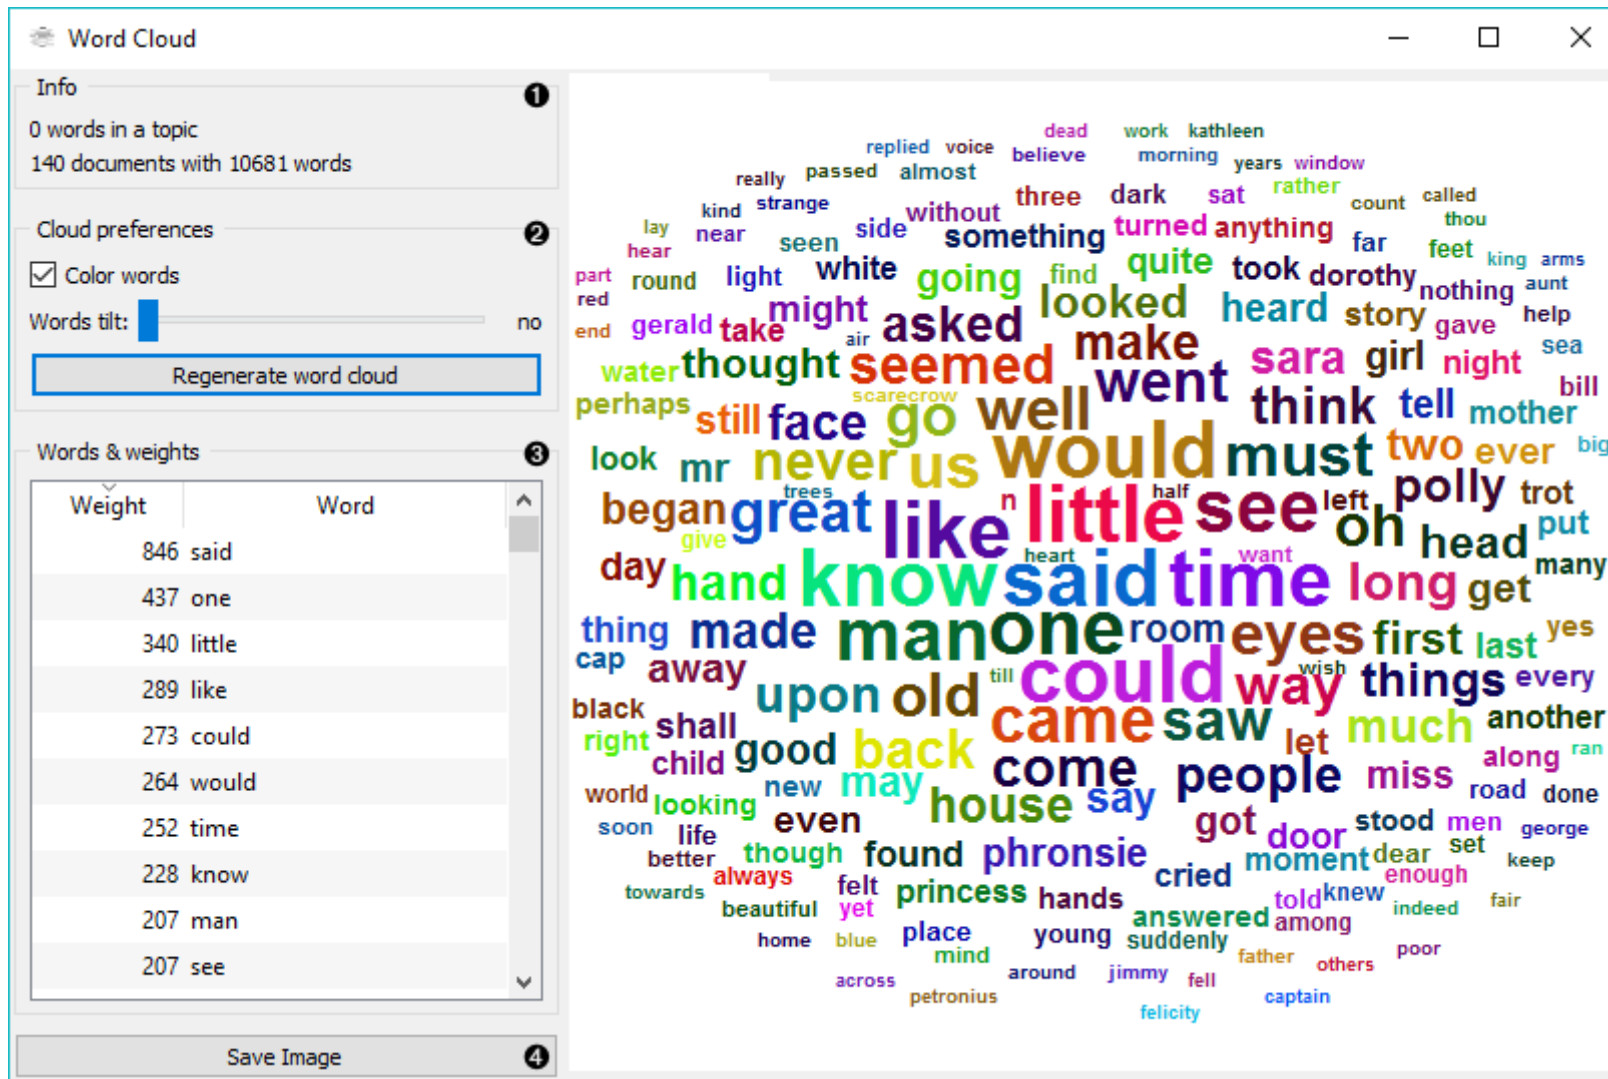 Word Cloud
Info
❶
0 words in a topic
140 documents with 10681 words
Cloud preferences
❷
Color words
Words tilt:
no
Regenerate word cloud
Words & weights
❸
Weight Word
846 said
437 one
340 little
289 like
273 could
264 would
252 time
228 know
207 man
207 see
Save Image
❹
dead work kathleen
replied voice believe morning years window
really passed almost
kind strange without three dark sat rather count called
lay near seen side something turned anything far feet thou
hear
part round light white going find quite took dorothy nothing king arms
red might looked heard story aunt
end gerald take air asked make gave help
water thought seemed went sara girl night sea
perhaps still face scarecrow go well think tell mother bill
look mr never us would must two ever big
began great trees like n little half see left polly trot
give oh head put
day hand know heart said time want long get many
thing made man one room eyes first last yes
cap away till could wish way things every
black upon old
shall came saw let much another
right child good back come people miss along ran
world looking new may house say road done
soon life even got door stood men george
better though found phronsie moment dear set keep
always cried enough
towards felt princess hands told knew
beautiful yet answered among indeed fair
home blue place young suddenly
mind father others poor
across around jimmy fell
petronius captain
felicity